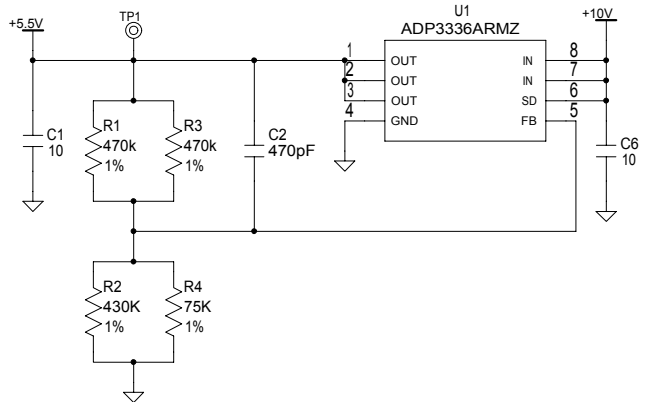 +5.5V
TP1
U1
ADP3336ARMZ
+10V
1
OUT
IN
8
2
OUT
IN
7
3
OUT
SD
6
4
GND
FB
5
C1
10
R1
470k
1%
R3
470k
1%
C2
470pF
C6
10
R2
430K
1%
R4
75K
1%